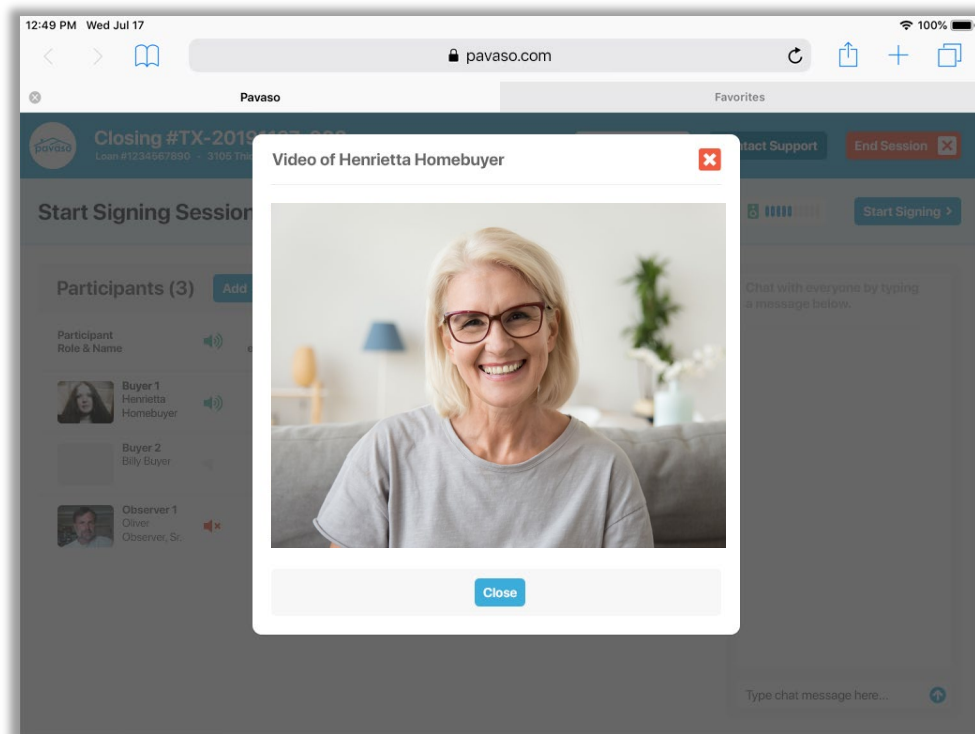 12:49 PM Wed Jul 17
100%
pavaso.com
Pavaso
Favorites
pavaso
Closing #TX-2019
Loan #1234567890 - 3105
ntact Support
End Session
Start Signing Session
Start Signing >
Video of Henrietta Homebuyer
Participants (3)
Add
Participant
Role & Name
Buyer 1
Henrietta
Homebuyer
Buyer 2
Billy Buyer
Observer 1
Oliver
Observer, Sr.
Close
Chat with everyone by typing
a message below.
Type chat message here...